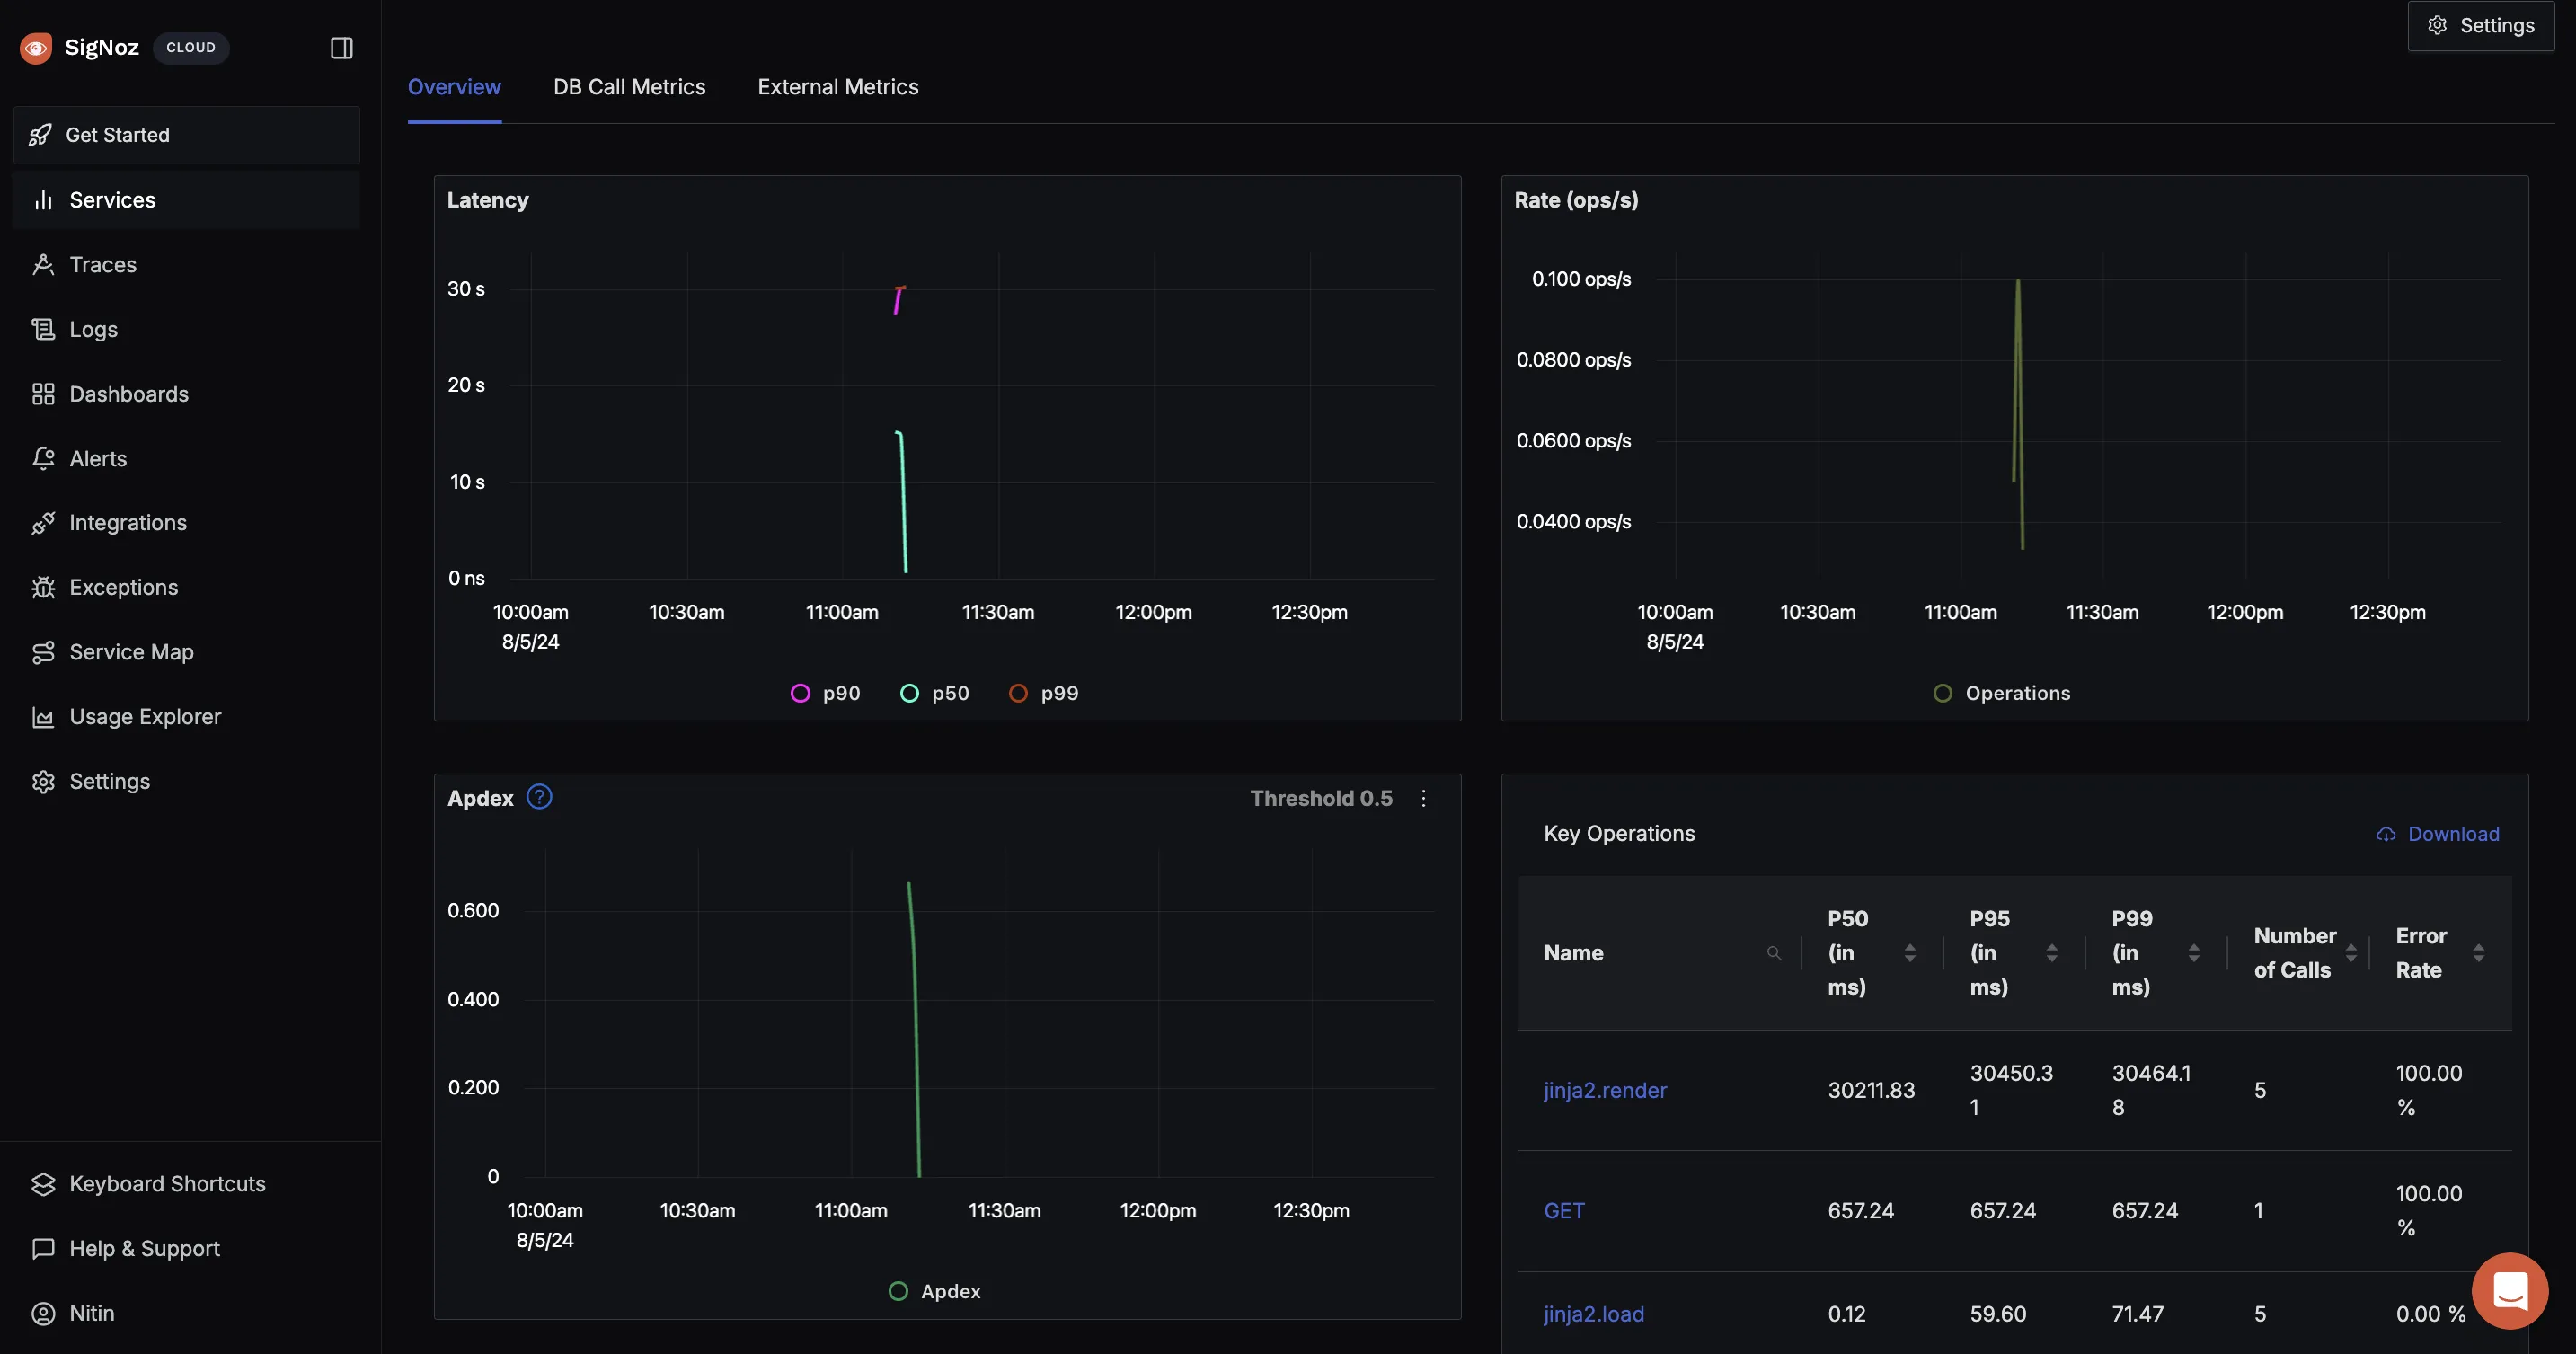 SigNoz
CLOUD
Get Started
Services
Traces
Logs
Dashboards
Alerts
Integrations
Exceptions
Service Map
Usage Explorer
Settings
Keyboard Shortcuts
Help & Support
Nitin
Settings
Overview DB Call Metrics External Metrics
Latency
30 s
20 s
10 s
0 ns
10:00am 10:30am 11:00am 11:30am 12:00pm 12:30pm
8/5/24
p90 p50 p99
Rate (ops/s)
0.100 ops/s
0.0800 ops/s
0.0600 ops/s
0.0400 ops/s
10:00am 10:30am 11:00am 11:30am 12:00pm 12:30pm
8/5/24
Operations
Apdex ? Threshold 0.5
0.600
0.400
0.200
0
10:00am 10:30am 11:00am 11:30am 12:00pm 12:30pm
8/5/24
Apdex
Key Operations Download
Name
P50
(in
ms)
P95
(in
ms)
P99
(in
ms)
Number
of Calls
Error
Rate
jinja2.render 30211.83 30450.3
1 30464.1
8 5 100.00
%
GET 657.24 657.24 657.24 1 100.00
%
jinja2.load 0.12 59.60 71.47 5 0.00 %